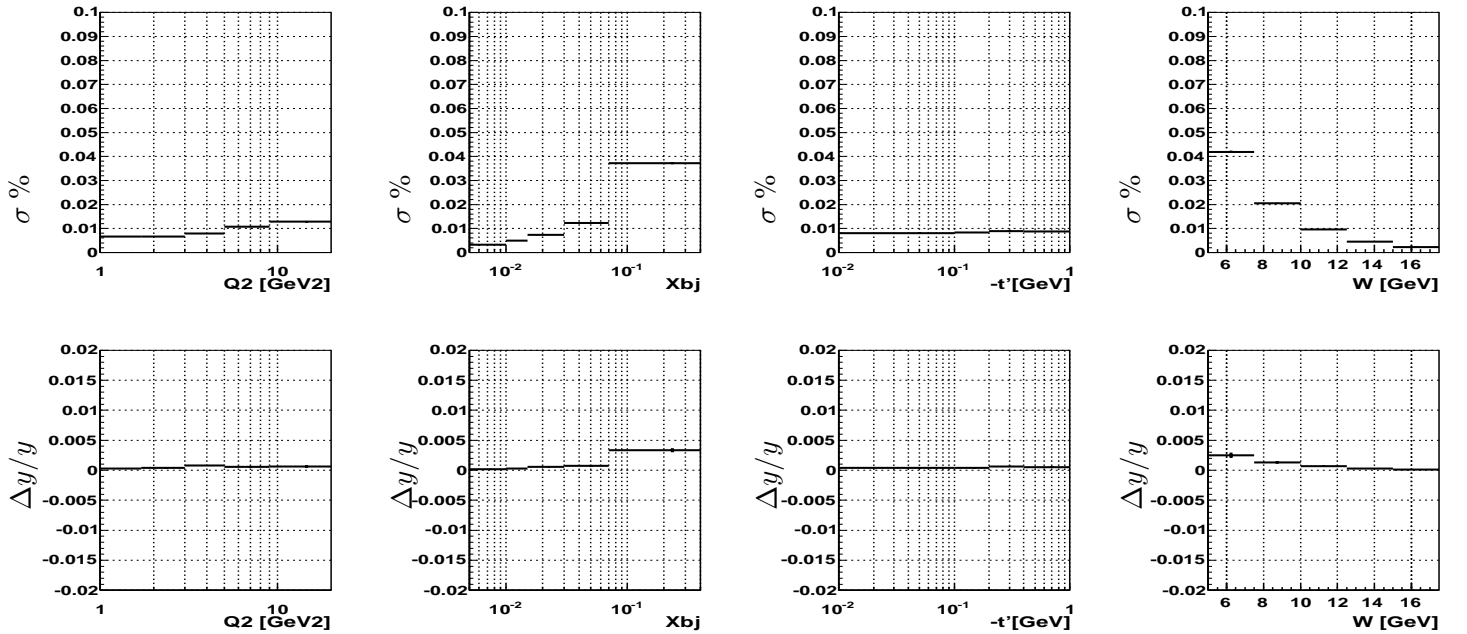 0.1 0.1 0.1 0.1
0.09 0.09 0.09 0.09
0.08 0.08 0.08 0.08
0.07 0.07 0.07 0.07
0.06 0.06 0.06 0.06
0.05 0.05 0.05 0.05
0.04 0.04 0.04 0.04
0.03 0.03 0.03 0.03
0.02 0.02 0.02 0.02
0.01 0.01 0.01 0.01
0 0 0 0
σ % σ % σ % σ %
1 10 10⁻² 10⁻¹ 10⁻² 10⁻¹ 1 6 8 10 12 14 16
Q2 [GeV2] Xbj -t'[GeV] W [GeV]
0.02 0.02 0.02 0.02
0.015 0.015 0.015 0.015
0.01 0.01 0.01 0.01
0.005 0.005 0.005 0.005
0 0 0 0
-0.005 -0.005 -0.005 -0.005
-0.01 -0.01 -0.01 -0.01
-0.015 -0.015 -0.015 -0.015
-0.02 -0.02 -0.02 -0.02
Δy/y Δy/y Δy/y Δy/y
1 10 10⁻² 10⁻¹ 10⁻² 10⁻¹ 1 6 8 10 12 14 16
Q2 [GeV2] Xbj -t'[GeV] W [GeV]